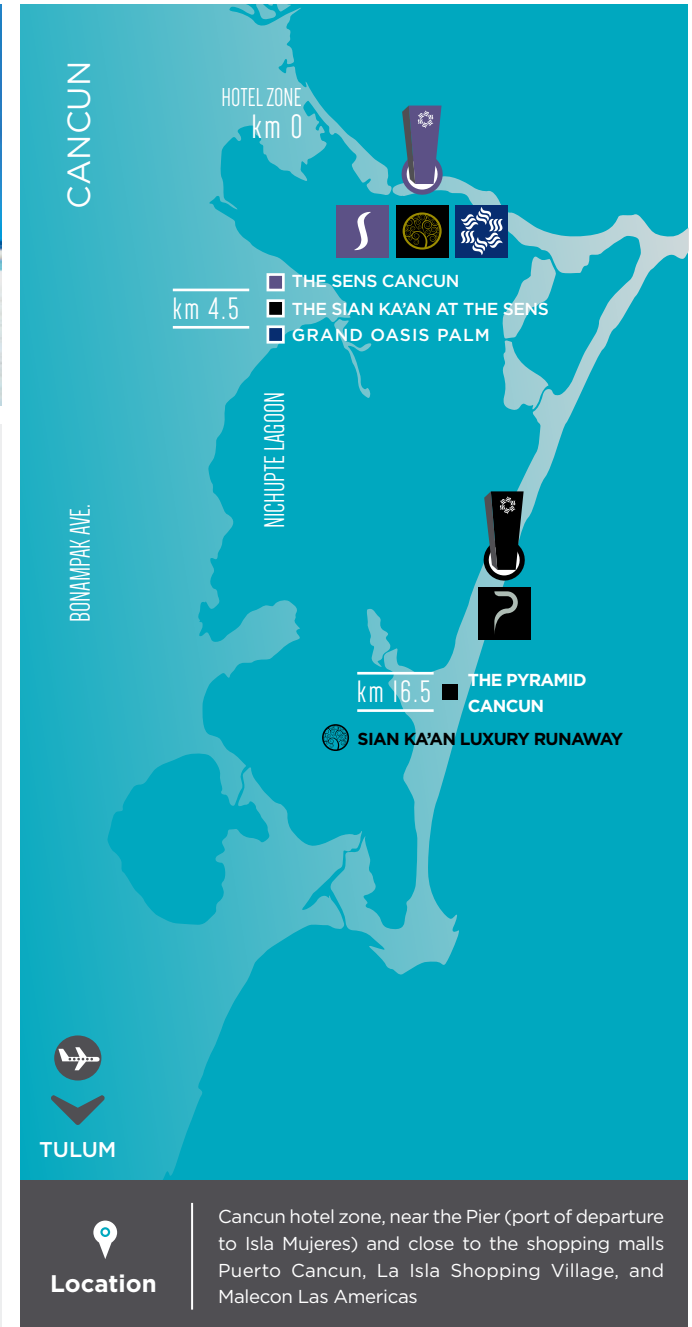 CANCUN
HOTEL ZONE
km 0
THE SENS CANCUN
km 4.5
THE SIAN KA'AN AT THE SENS
GRAND OASIS PALM
NICHUPTE LAGOON
BONAMPAK AVE.
km 16.5
THE PYRAMID
CANCUN
SIAN KA'AN LUXURY RUNAWAY
TULUM
Location
Cancun hotel zone, near the Pier (port of departure
to Isla Mujeres) and close to the shopping malls
Puerto Cancun, La Isla Shopping Village, and
Malecon Las Americas